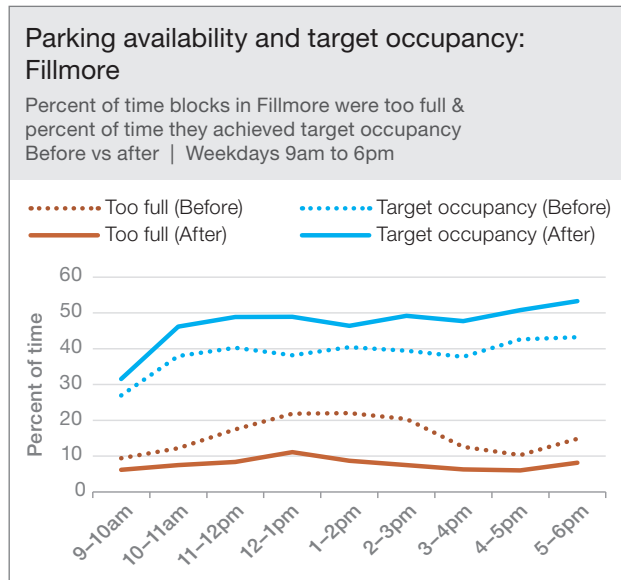 Parking availability and target occupancy:
Fillmore
Percent of time blocks in Fillmore were too full &
percent of time they achieved target occupancy
Before vs after | Weekdays 9am to 6pm
Too full (Before)
Target occupancy (Before)
Too full (After)
Target occupancy (After)
Percent of time
60
50
40
30
20
10
0
9–10am
10–11am
11–12pm
12–1pm
1–2pm
2–3pm
3–4pm
4–5pm
5–6pm